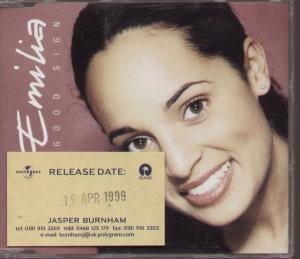 Emilia
GOOD SIGN
UNIVERSAL
RELEASE DATE:
ISLAND
19 APR 1999
JASPER BURNHAM
tel: 0181 910 3269 mbl: 0468 125 179 fax: 0181 910 3203
e-mail: burnhamj@uk.polygram.com